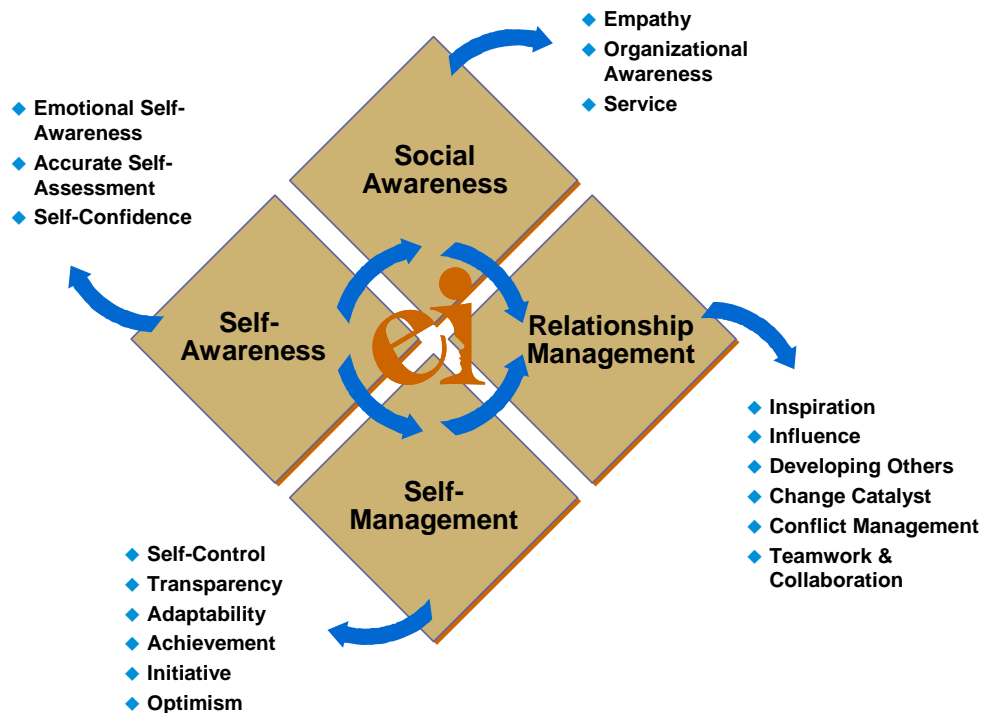 Empathy
Organizational
Awareness
Service
Emotional Self-
Awareness
Accurate Self-
Assessment
Self-Confidence
Social
Awareness
Self-
Awareness
ei
Relationship
Management
Self-
Management
Inspiration
Influence
Developing Others
Change Catalyst
Conflict Management
Teamwork &
Collaboration
Self-Control
Transparency
Adaptability
Achievement
Initiative
Optimism